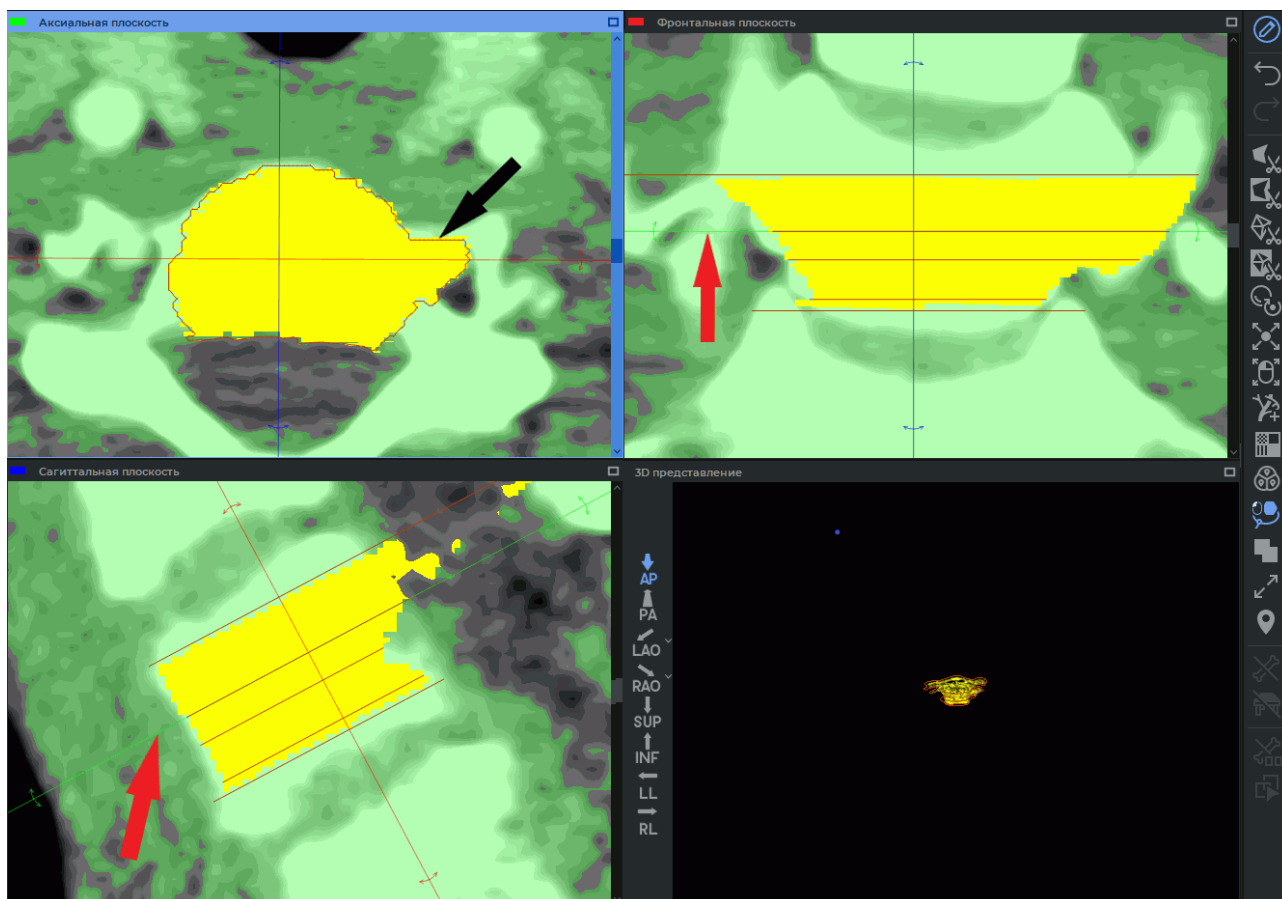 Аксиальная плоскость
Фронтальная плоскость
Сагиттальная плоскость
3D представление
AP
PA
LAO
RAO
SUP
INF
LL
RL